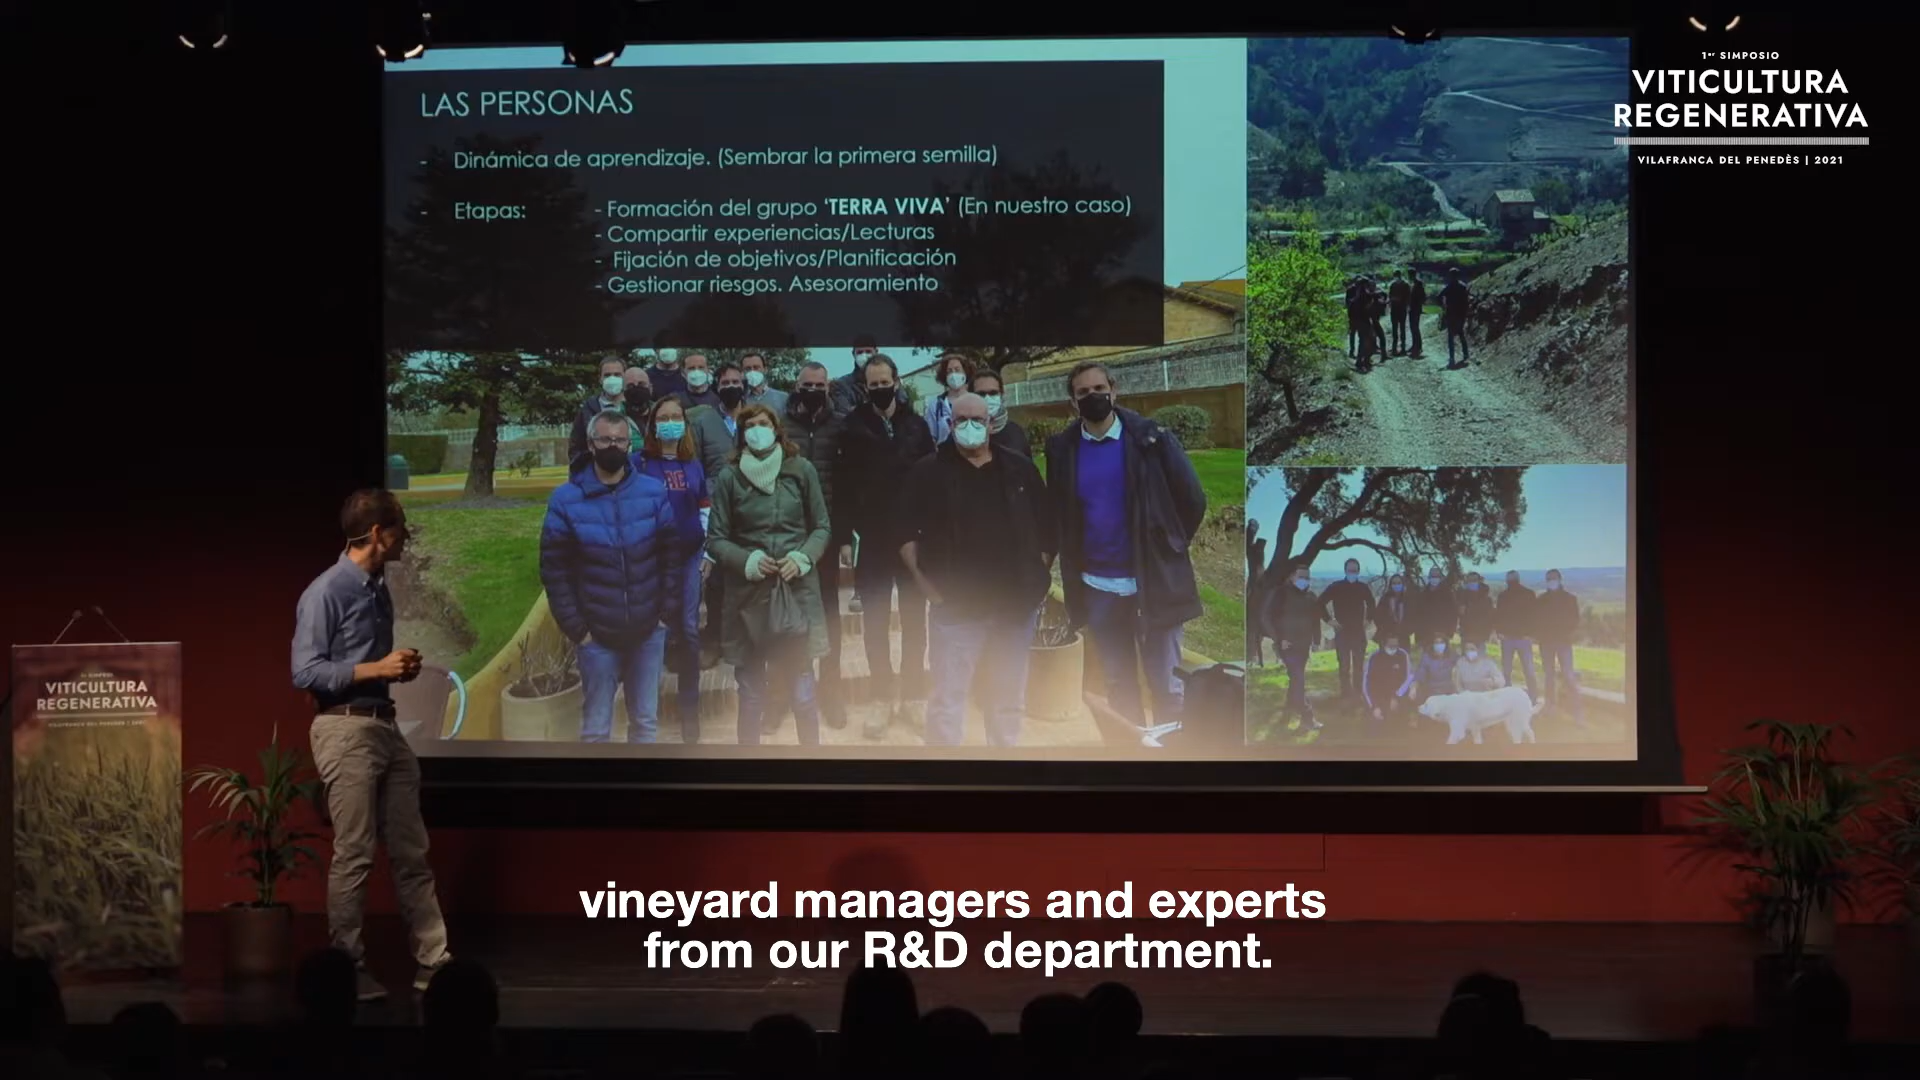 1er SIMPOSIO
VITICULTURA
REGENERATIVA
VILAFRANCA DEL PENEDÈS | 2021
LAS PERSONAS
- Dinámica de aprendizaje. (Sembrar la primera semilla)
- Etapas: - Formación del grupo ‘TERRA VIVA’ (En nuestro caso)
- Compartir experiencias/Lecturas
- Fijación de objetivos/Planificación
- Gestionar riesgos. Asesoramiento
VITICULTURA
REGENERATIVA
vineyard managers and experts
from our R&D department.